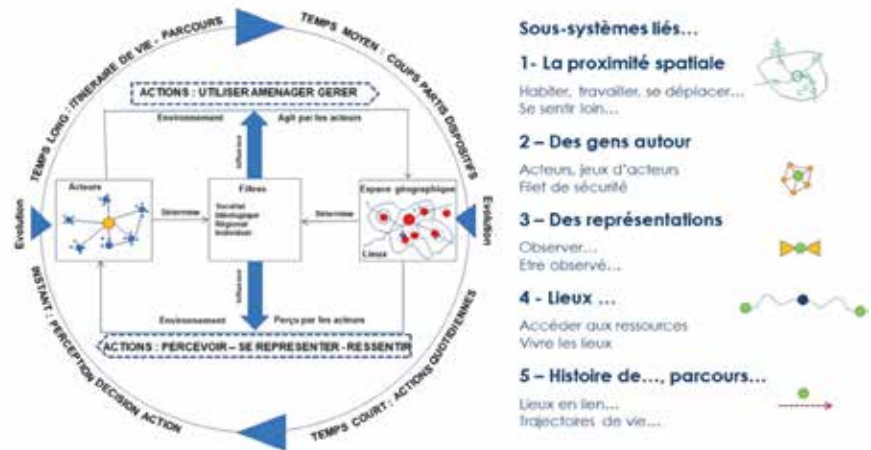 TEMPS LONG : ITINERAIRE DE VIE - PARCOURS
TEMPS MOYEN : COUPS PARTIS DISPOSITIFS
ACTIONS : UTILISER AMENAGER GERER
Environnement
Agit par les acteurs
Influence
Acteurs
Filtres
Espace géographique
Sociétal
Idéologique
Régional
Individuel
Détermine
Détermine
Lieux
Evolution
Evolution
Influence
Environnement
Perçu par les acteurs
ACTIONS : PERCEVOIR – SE REPRESENTER - RESSENTIR
INSTANT : PERCEPTION DECISION ACTION
TEMPS COURT : ACTIONS QUOTIDIENNES
Sous-systèmes liés…
1- La proximité spatiale
Habiter, travailler, se déplacer…
Se sentir loin…
2 – Des gens autour
Acteurs, jeux d'acteurs
Filet de sécurité
3 – Des représentations
Observer…
Etre observé…
4 - Lieux …
Accéder aux ressources
Vivre les lieux
5 – Histoire de…, parcours…
Lieux en lien…
Trajectoires de vie…